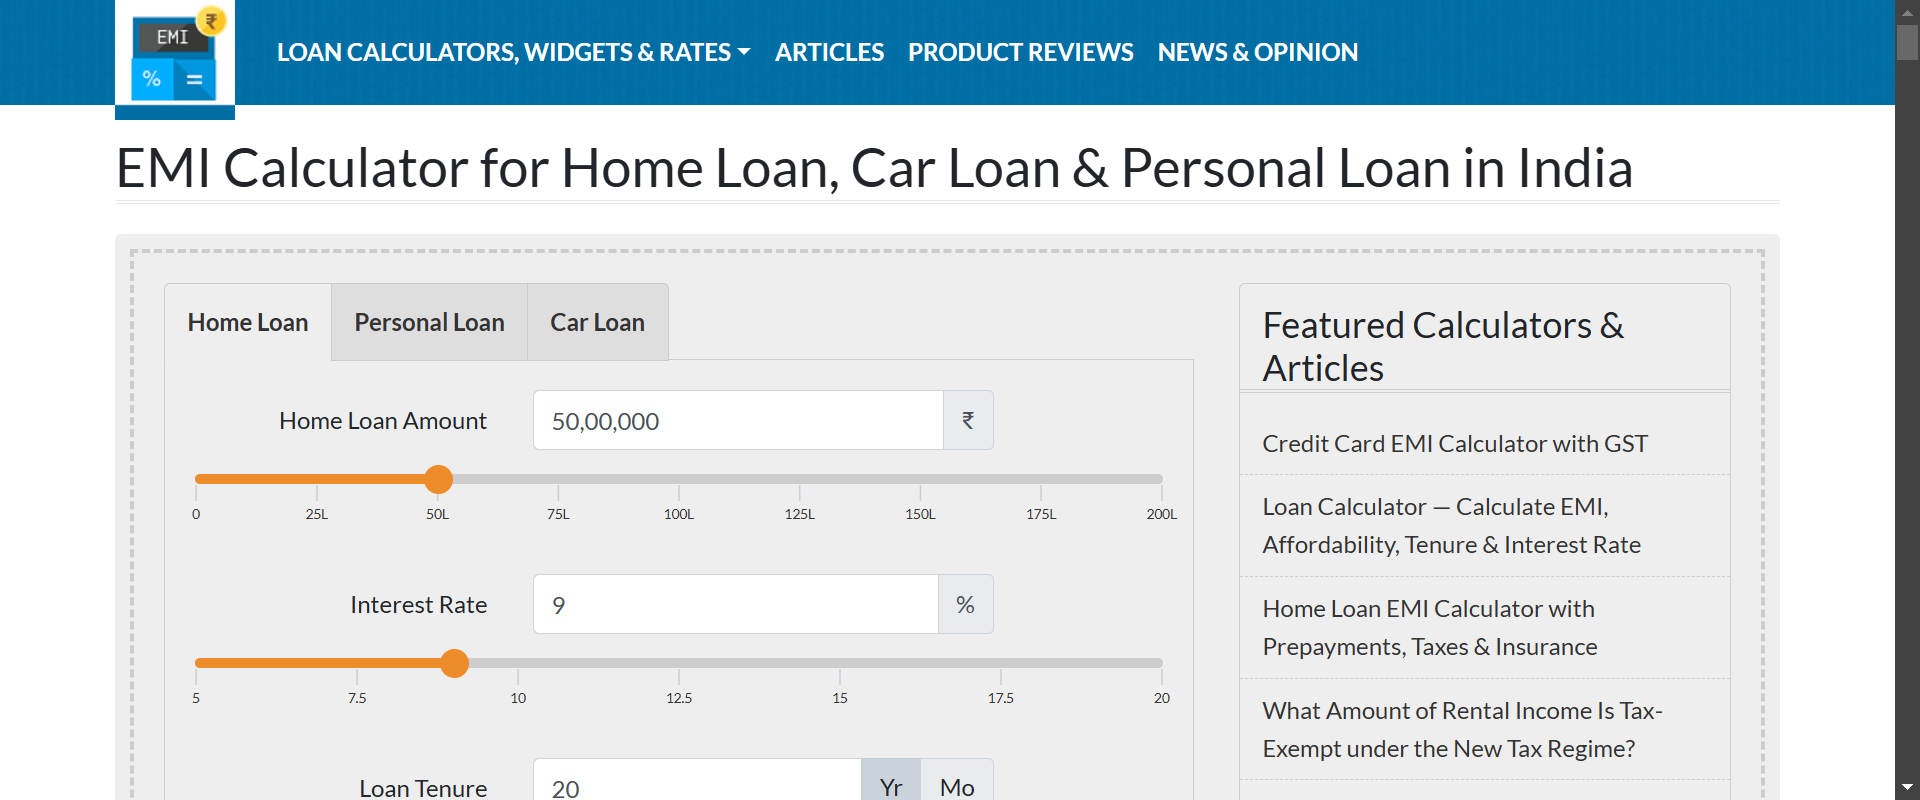 EMI
₹
%
=
LOAN CALCULATORS, WIDGETS & RATES
ARTICLES
PRODUCT REVIEWS
NEWS & OPINION
EMI Calculator for Home Loan, Car Loan & Personal Loan in India
Home Loan
Personal Loan
Car Loan
Home Loan Amount
50,00,000
₹
0
25L
50L
75L
100L
125L
150L
175L
200L
Interest Rate
9
%
5
7.5
10
12.5
15
17.5
20
Loan Tenure
20
Yr
Mo
Featured Calculators &
Articles
Credit Card EMI Calculator with GST
Loan Calculator — Calculate EMI,
Affordability, Tenure & Interest Rate
Home Loan EMI Calculator with
Prepayments, Taxes & Insurance
What Amount of Rental Income Is Tax-
Exempt under the New Tax Regime?